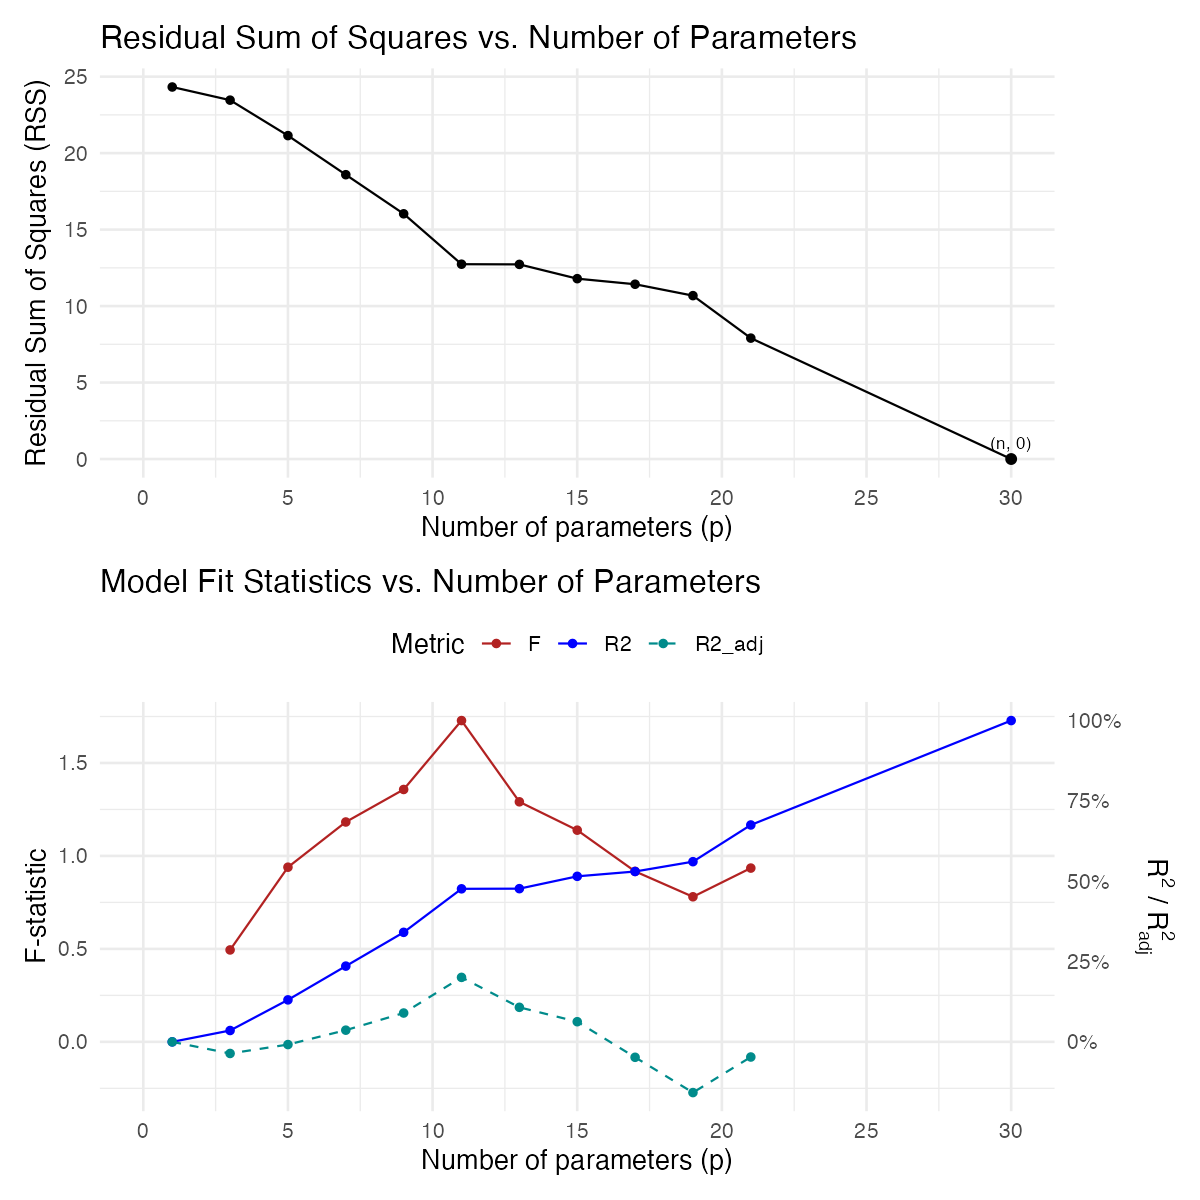 Residual Sum of Squares vs. Number of Parameters
Residual Sum of Squares (RSS)
25
20
15
10
5
0
(n, 0)
0 5 10 15 20 25 30
Number of parameters (p)
Model Fit Statistics vs. Number of Parameters
Metric F R2 R2_adj
F-statistic
1.5
1.0
0.5
0.0
100%
75%
50%
25%
0%
R² / R²adj
0 5 10 15 20 25 30
Number of parameters (p)